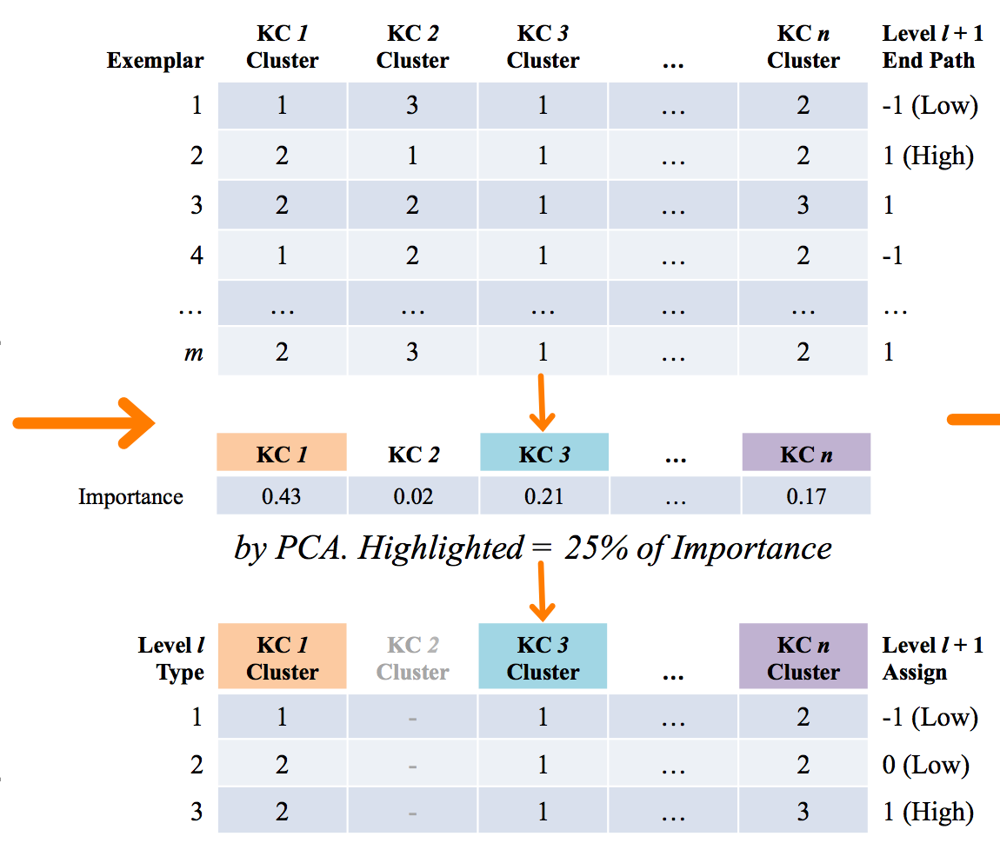 Exemplar KC 1 Cluster KC 2 Cluster KC 3 Cluster ... KC n Cluster Level l + 1 End Path
1 1 3 1 ... 2 -1 (Low)
2 2 1 1 ... 2 1 (High)
3 2 2 1 ... 3 1
4 1 2 1 ... 2 -1
... ... ... ... ... ... ...
m 2 3 1 ... 2 1
KC 1 KC 2 KC 3 ... KC n
Importance 0.43 0.02 0.21 ... 0.17
by PCA. Highlighted = 25% of Importance
Level l Type KC 1 Cluster KC 2 Cluster KC 3 Cluster ... KC n Cluster Level l + 1 Assign
1 1 - 1 ... 2 -1 (Low)
2 2 - 1 ... 2 0 (Low)
3 2 - 1 ... 3 1 (High)